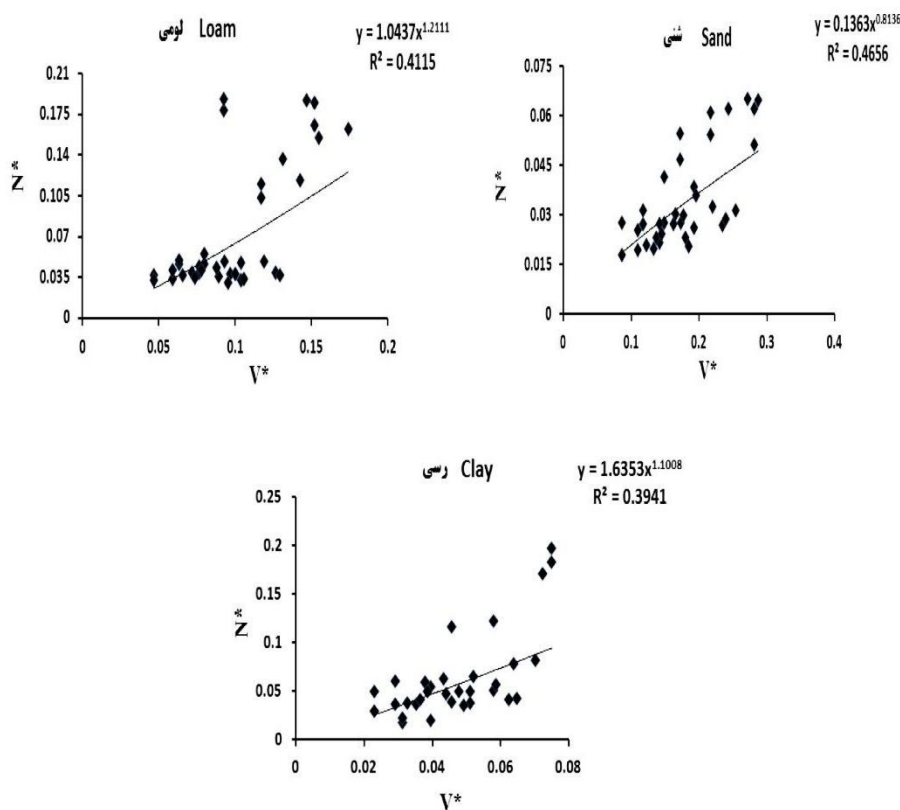 لومی Loam
y = 1.0437x^1.2111
R² = 0.4115
0.21
0.175
0.14
0.105
0.07
0.035
0
N*
0 0.05 0.1 0.15 0.2
V*
شنی Sand
y = 0.1363x^0.8136
R² = 0.4656
0.075
0.06
0.045
0.03
0.015
0
N*
0 0.1 0.2 0.3 0.4
V*
رسی Clay
y = 1.6353x^1.1008
R² = 0.3941
0.25
0.2
0.15
0.1
0.05
0
N*
0 0.02 0.04 0.06 0.08
V*